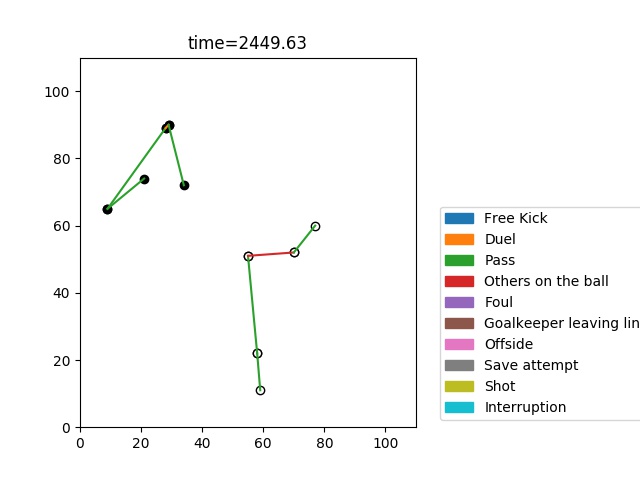 time=2449.63
100
80
60
40
20
0
0 20 40 60 80 100
Free Kick
Duel
Pass
Others on the ball
Foul
Goalkeeper leaving lin
Offside
Save attempt
Shot
Interruption